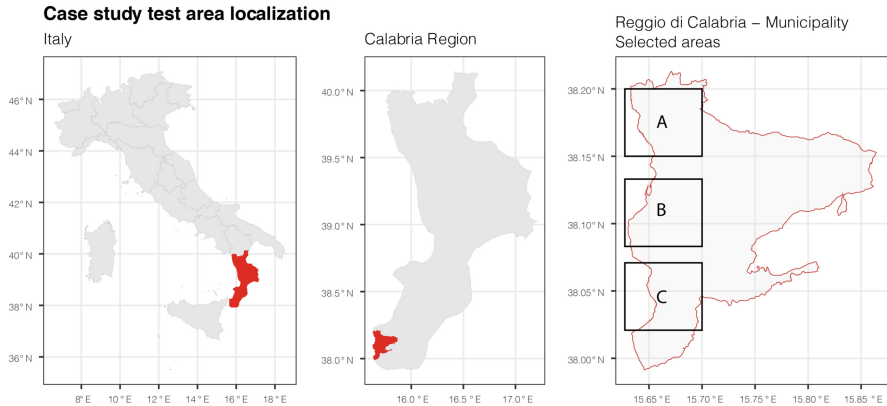 Case study test area localization
Italy
46° N
44° N
42° N
40° N
38° N
36° N
8° E 10° E 12° E 14° E 16° E 18° E
Calabria Region
40.0° N
39.5° N
39.0° N
38.5° N
38.0° N
16.0° E 16.5° E 17.0° E
Reggio di Calabria – Municipality
Selected areas
38.20° N
38.15° N
38.10° N
38.05° N
38.00° N
A
B
C
15.65° E 15.70° E 15.75° E 15.80° E 15.85° E